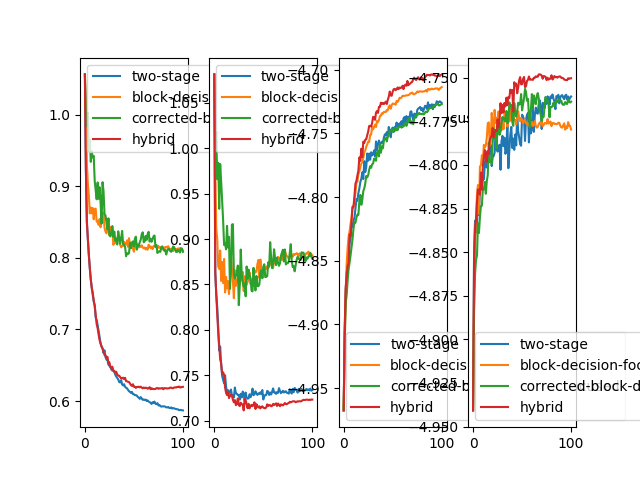 two-stage
block-decis
corrected-b
hybrid
1.0
0.9
0.8
0.7
0.6
0
100
two-stage
block-decis
corrected-b
hybrid
1.05
1.00
0.95
0.90
0.85
0.80
0.75
0.70
0
100
−4.70
−4.75
−4.80
−4.85
−4.90
−4.95
two-stage
block-decis
corrected-b
hybrid
0
100
−4.750
−4.775
−4.800
−4.825
−4.850
−4.875
−4.900
−4.925
−4.950
two-stage
block-decision-foc
corrected-block-d
hybrid
0
100